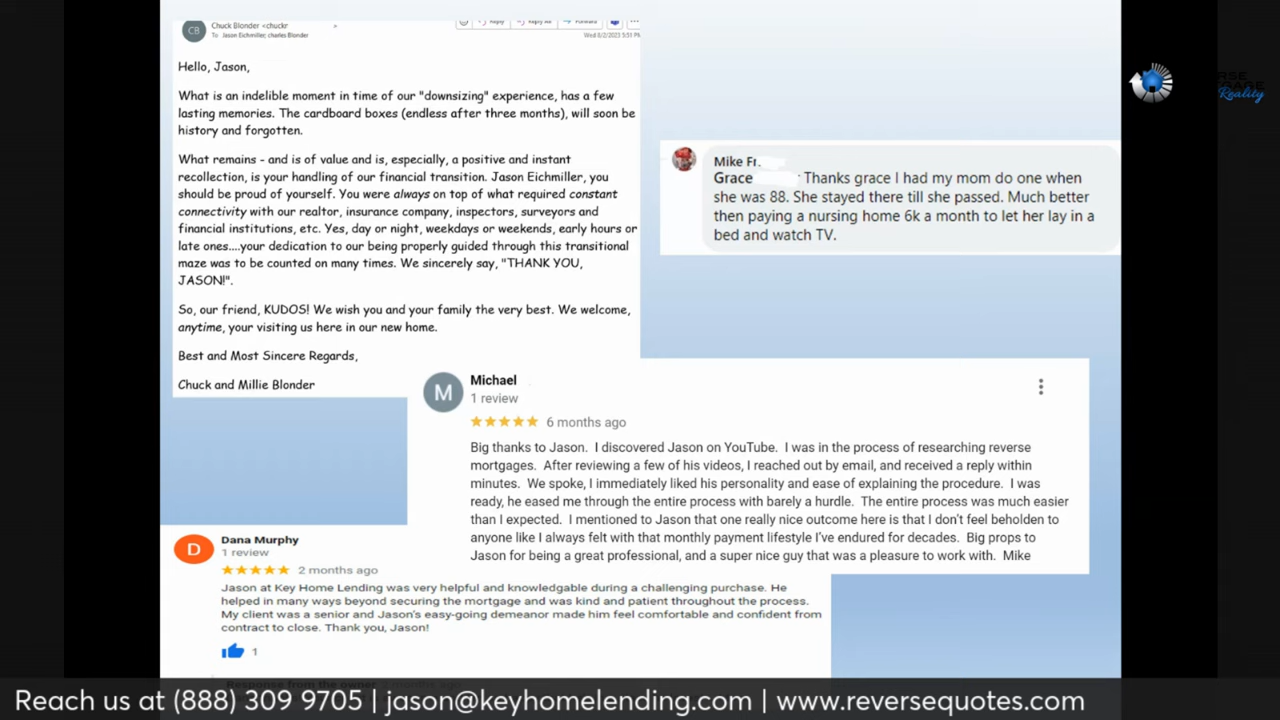 CB
Chuck Blonder <chuckr >
To Jason Eichmiller; charles Blonder
Reply
Reply All
Forward
Wed 8/2/2023 5:51 PM
Hello, Jason,
What is an indelible moment in time of our "downsizing" experience, has a few
lasting memories. The cardboard boxes (endless after three months), will soon be
history and forgotten.
What remains - and is of value and is, especially, a positive and instant
recollection, is your handling of our financial transition. Jason Eichmiller, you
should be proud of yourself. You were always on top of what required constant
connectivity with our realtor, insurance company, inspectors, surveyors and
financial institutions, etc. Yes, day or night, weekdays or weekends, early hours or
late ones....your dedication to our being properly guided through this transitional
maze was to be counted on many times. We sincerely say, "THANK YOU,
JASON!".
So, our friend, KUDOS! We wish you and your family the very best. We welcome,
anytime, your visiting us here in our new home.
Best and Most Sincere Regards,
Chuck and Millie Blonder
RSE
Reality
Mike Fr.
Grace Thanks grace I had my mom do one when
she was 88. She stayed there till she passed. Much better
then paying a nursing home 6k a month to let her lay in a
bed and watch TV.
M
Michael
1 review
6 months ago
Big thanks to Jason. I discovered Jason on YouTube. I was in the process of researching reverse
mortgages. After reviewing a few of his videos, I reached out by email, and received a reply within
minutes. We spoke, I immediately liked his personality and ease of explaining the procedure. I was
ready, he eased me through the entire process with barely a hurdle. The entire process was much easier
than I expected. I mentioned to Jason that one really nice outcome here is that I don't feel beholden to
anyone like I always felt with that monthly payment lifestyle I've endured for decades. Big props to
Jason for being a great professional, and a super nice guy that was a pleasure to work with. Mike
D
Dana Murphy
1 review
2 months ago
Jason at Key Home Lending was very helpful and knowledgable during a challenging purchase. He
helped in many ways beyond securing the mortgage and was kind and patient throughout the process.
My client was a senior and Jason's easy-going demeanor made him feel comfortable and confident from
contract to close. Thank you, Jason!
1
Response from the owner
Reach us at (888) 309 9705 | jason@keyhomelending.com | www.reversequotes.com